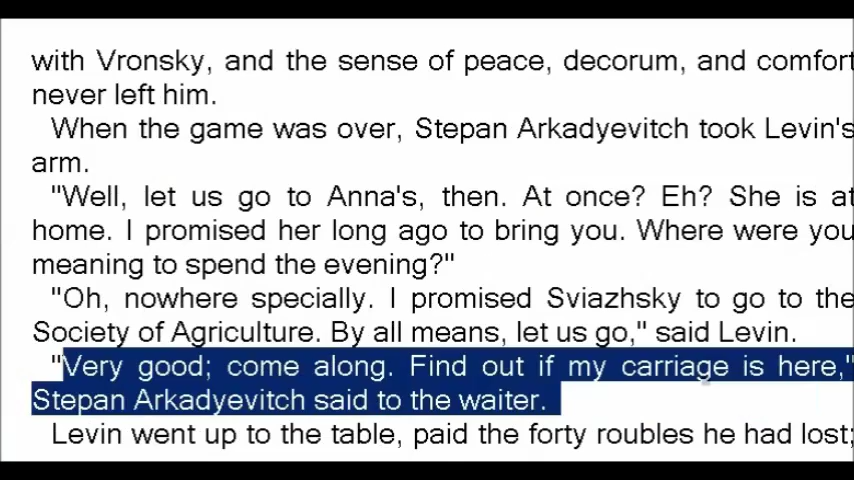 with Vronsky, and the sense of peace, decorum, and comfort
never left him.
When the game was over, Stepan Arkadyevitch took Levin's
arm.
"Well, let us go to Anna's, then. At once? Eh? She is at
home. I promised her long ago to bring you. Where were you
meaning to spend the evening?"
"Oh, nowhere specially. I promised Sviazhsky to go to the
Society of Agriculture. By all means, let us go," said Levin.
"Very good; come along. Find out if my carriage is here,"
Stepan Arkadyevitch said to the waiter.
Levin went up to the table, paid the forty roubles he had lost;